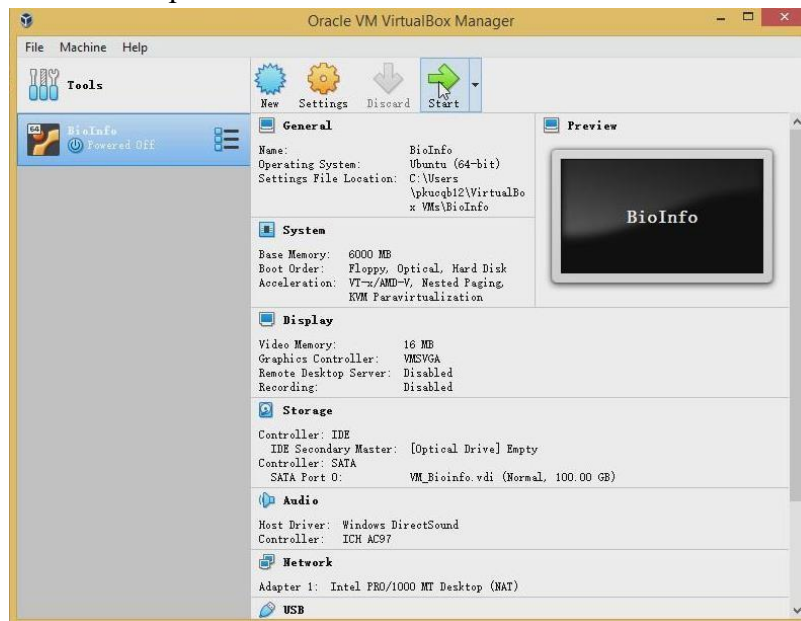 Oracle VM VirtualBox Manager
File Machine Help
Tools
New Settings Discard Start
64 BioInfo
Powered Off
General
Name: BioInfo
Operating System: Ubuntu (64-bit)
Settings File Location: C:\Users
\pkucqb12\VirtualBo
x VMs\BioInfo
Preview
BioInfo
System
Base Memory: 6000 MB
Boot Order: Floppy, Optical, Hard Disk
Acceleration: VT-x/AMD-V, Nested Paging,
KVM Paravirtualization
Display
Video Memory: 16 MB
Graphics Controller: VMSVGA
Remote Desktop Server: Disabled
Recording: Disabled
Storage
Controller: IDE
IDE Secondary Master: [Optical Drive] Empty
Controller: SATA
SATA Port 0: VM_Bioinfo.vdi (Normal, 100.00 GB)
Audio
Host Driver: Windows DirectSound
Controller: ICH AC97
Network
Adapter 1: Intel PRO/1000 MT Desktop (NAT)
USB